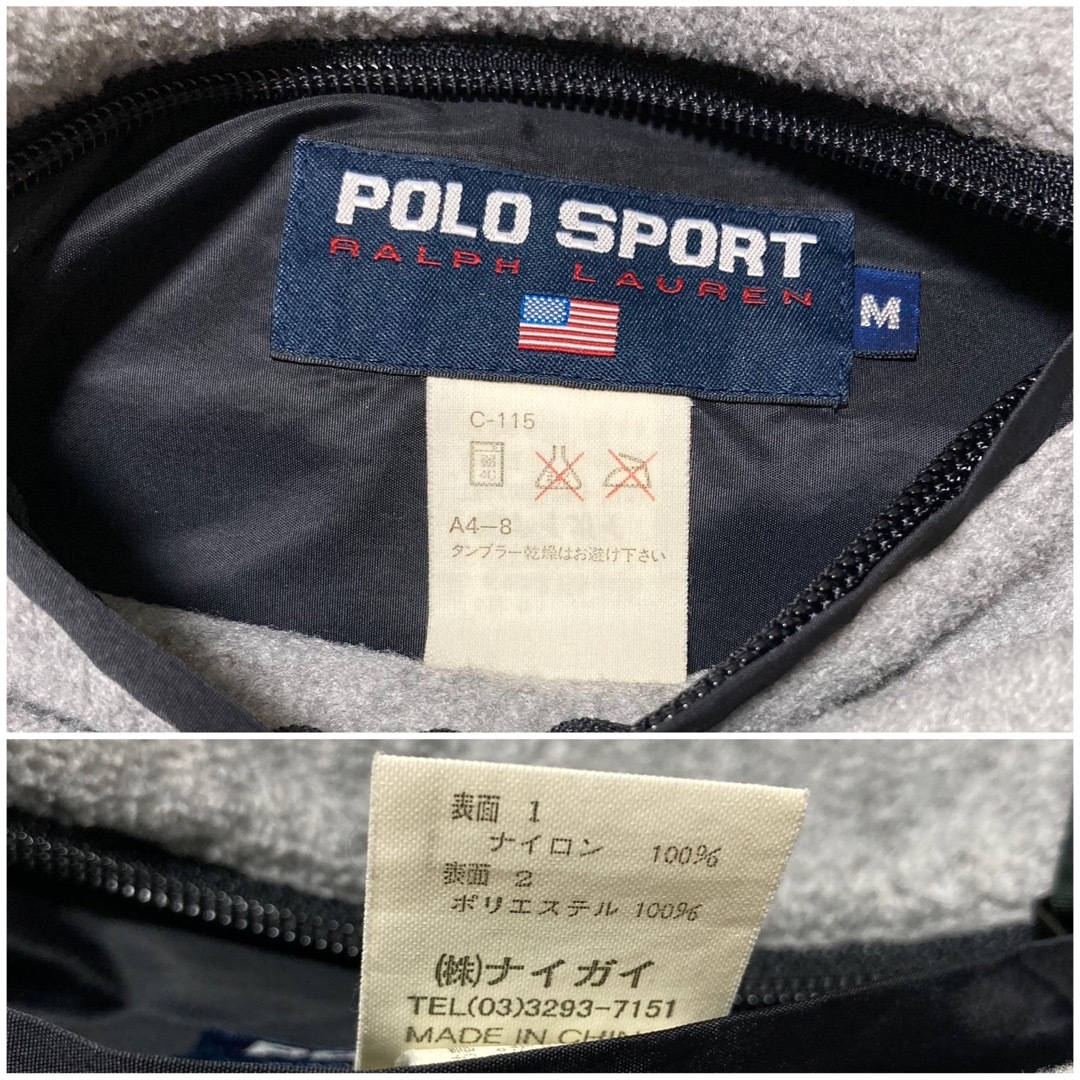 POLO SPORT
RALPH LAUREN
M
C-115
A4-8
タンブラー乾燥はお避け下さい
表面 1
ナイロン 100%
表面 2
ポリエステル 100%
(株)ナイガイ
TEL(03)3293-7151
MADE IN CHIN